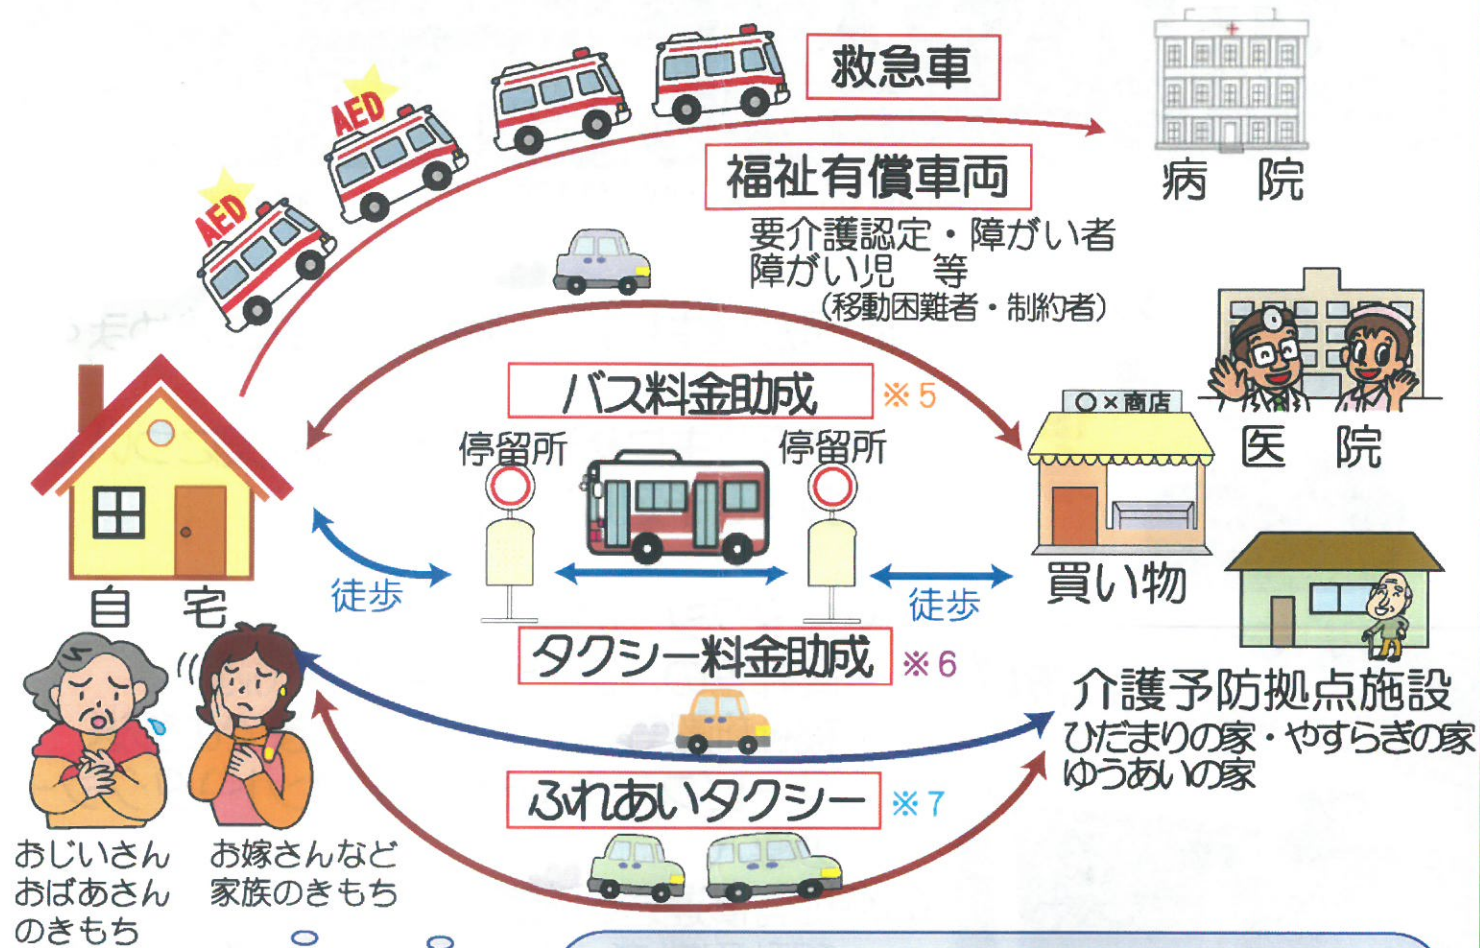 救急車
AED
AED
病　院
福祉有償車両
要介護認定・障がい者
障がい児　等
(移動困難者・制約者)
バス料金助成 ※5
停留所
停留所
○×商店
医　院
自　宅
徒歩
徒歩
買い物
タクシー料金助成 ※6
介護予防拠点施設
ひだまりの家・やすらぎの家
ゆうあいの家
ふれあいタクシー ※7
おじいさん
おばあさん
のきもち
お嫁さんなど
家族のきもち